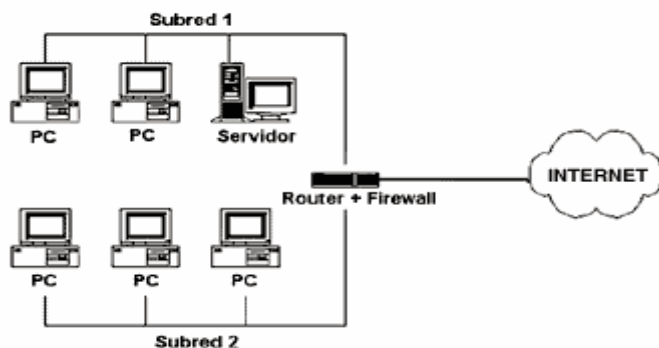 Subred 1
PC
PC
Servidor
INTERNET
Router + Firewall
PC
PC
PC
Subred 2